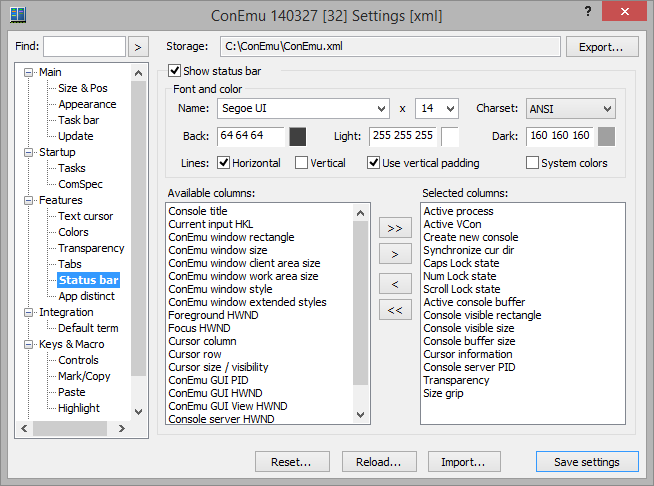 ConEmu 140327 [32] Settings [xml]
Find: >
Storage: C:\ConEmu\ConEmu.xml Export...
Main
Size & Pos
Appearance
Task bar
Update
Startup
Tasks
ComSpec
Features
Text cursor
Colors
Transparency
Tabs
Status bar
App distinct
Integration
Default term
Keys & Macro
Controls
Mark/Copy
Paste
Highlight
Show status bar
Font and color
Name: Segoe UI x 14 Charset: ANSI
Back: 64 64 64 Light: 255 255 255 Dark: 160 160 160
Lines: Horizontal Vertical Use vertical padding System colors
Available columns:
Console title
Current input HKL
ConEmu window rectangle
ConEmu window size
ConEmu window client area size
ConEmu window work area size
ConEmu window style
ConEmu window extended styles
Foreground HWND
Focus HWND
Cursor column
Cursor row
Cursor size / visibility
ConEmu GUI PID
ConEmu GUI HWND
ConEmu GUI View HWND
Console server HWND
>>
>
<
<<
Selected columns:
Active process
Active VCon
Create new console
Synchronize cur dir
Caps Lock state
Num Lock state
Scroll Lock state
Active console buffer
Console visible rectangle
Console visible size
Console buffer size
Cursor information
Console server PID
Transparency
Size grip
Reset... Reload... Import... Save settings